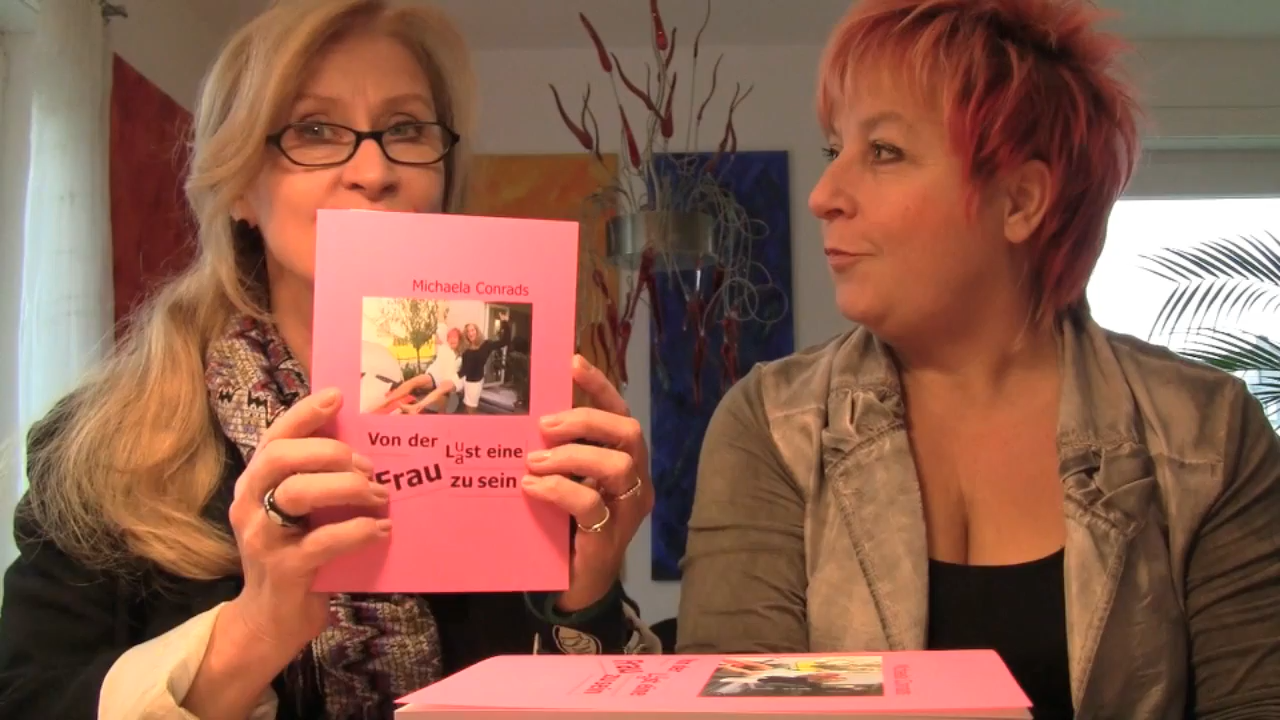 Michaela Conrads
Von der Lust eine
a
Frau zu sein